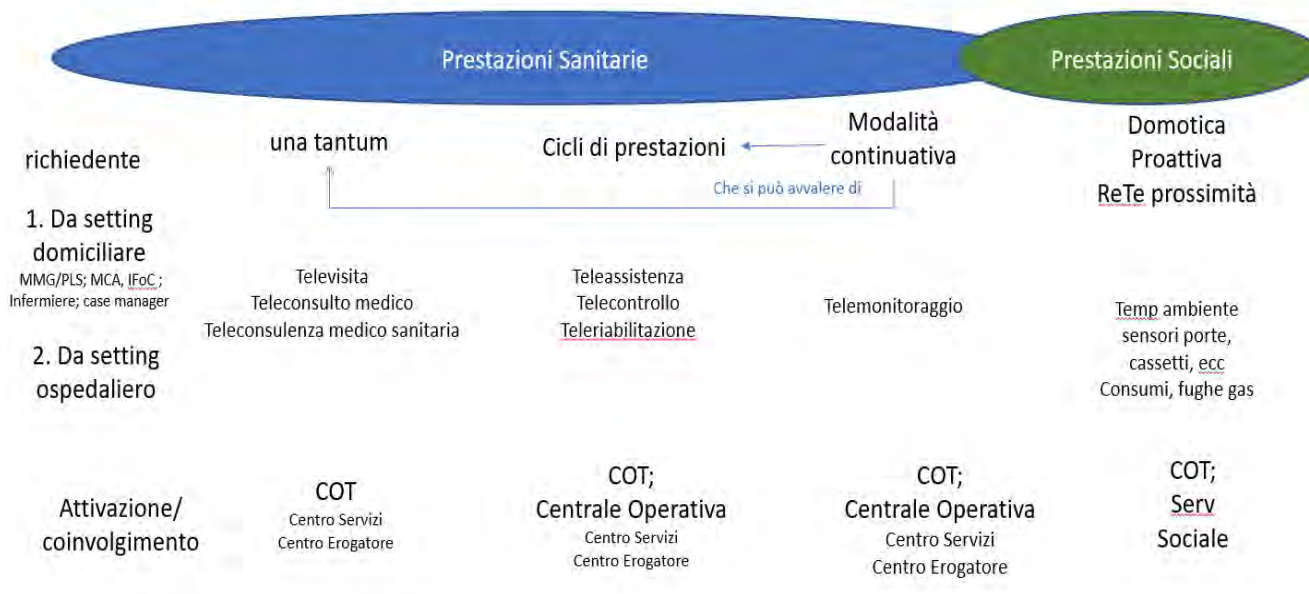 Prestazioni Sanitarie
Prestazioni Sociali
richiedente
una tantum
Cicli di prestazioni
Modalità
continuativa
Che si può avvalere di
Domotica
Proattiva
ReTe prossimità
1. Da setting
domiciliare
MMG/PLS; MCA, IFoC ;
Infermiere; case manager
2. Da setting
ospedaliero
Televisita
Teleconsulto medico
Teleconsulenza medico sanitaria
Teleassistenza
Telecontrollo
Teleriabilitazione
Telemonitoraggio
Temp ambiente
sensori porte,
cassetti, ecc
Consumi, fughe gas
Attivazione/
coinvolgimento
COT
Centro Servizi
Centro Erogatore
COT;
Centrale Operativa
Centro Servizi
Centro Erogatore
COT;
Centrale Operativa
Centro Servizi
Centro Erogatore
COT;
Serv
Sociale